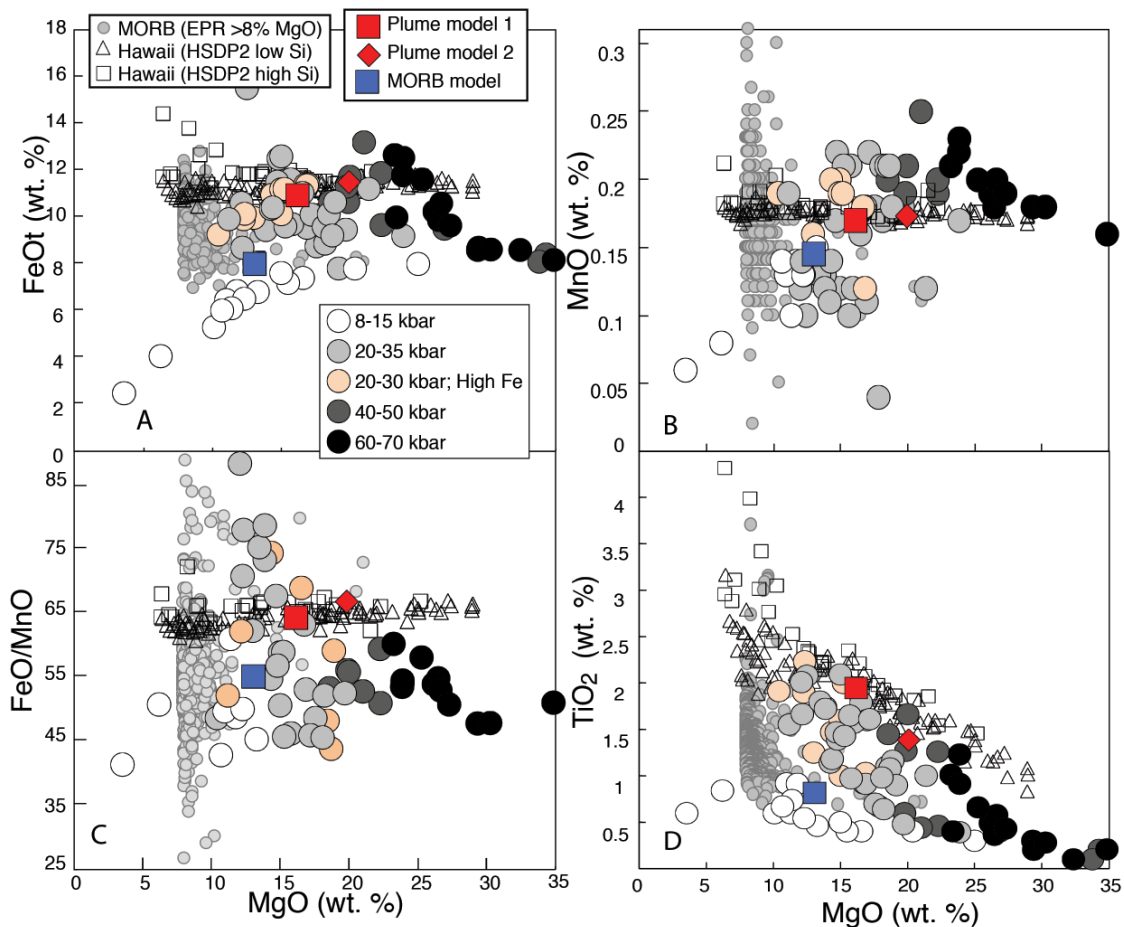 A
18
16
14
12
10
8
6
4
2
0
FeOt (wt. %)
MORB (EPR >8% MgO)
Hawaii (HSDP2 low Si)
Hawaii (HSDP2 high Si)
Plume model 1
Plume model 2
MORB model
8-15 kbar
20-35 kbar
20-30 kbar; High Fe
40-50 kbar
60-70 kbar
A
B
0.3
0.25
0.2
0.15
0.1
0.05
0
MnO (wt. %)
B
85
75
65
55
45
35
25
FeO/MnO
C
0
5
10
15
20
25
30
35
MgO (wt. %)
4.5
4
3.5
3
2.5
2
1.5
1
0.5
TiO2 (wt. %)
D
0
5
10
15
20
25
30
35
MgO (wt. %)